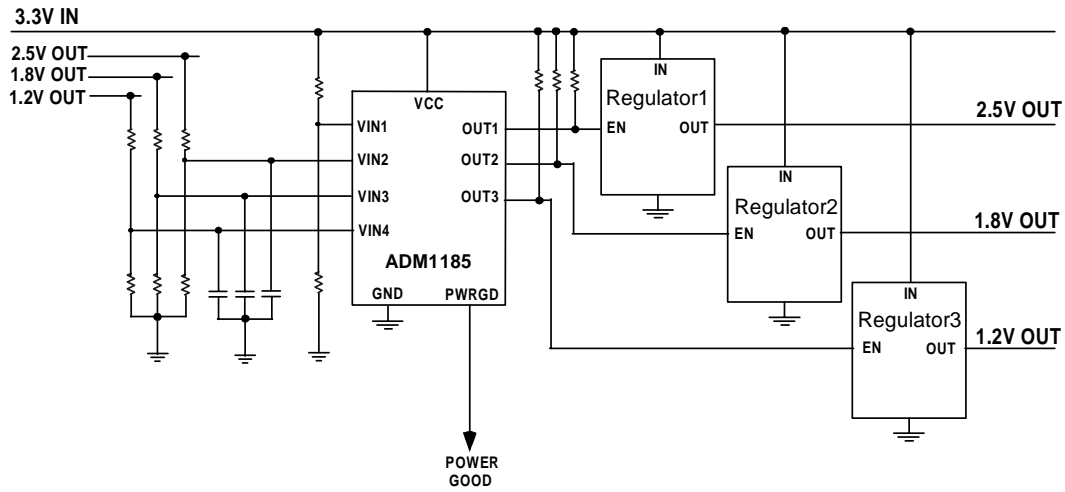 3.3V IN
2.5V OUT
1.8V OUT
1.2V OUT
VCC
VIN1
VIN2
VIN3
VIN4
OUT1
OUT2
OUT3
ADM1185
GND
PWRGD
POWER
GOOD
IN
Regulator1
EN
OUT
2.5V OUT
IN
Regulator2
EN
OUT
1.8V OUT
IN
Regulator3
EN
OUT
1.2V OUT